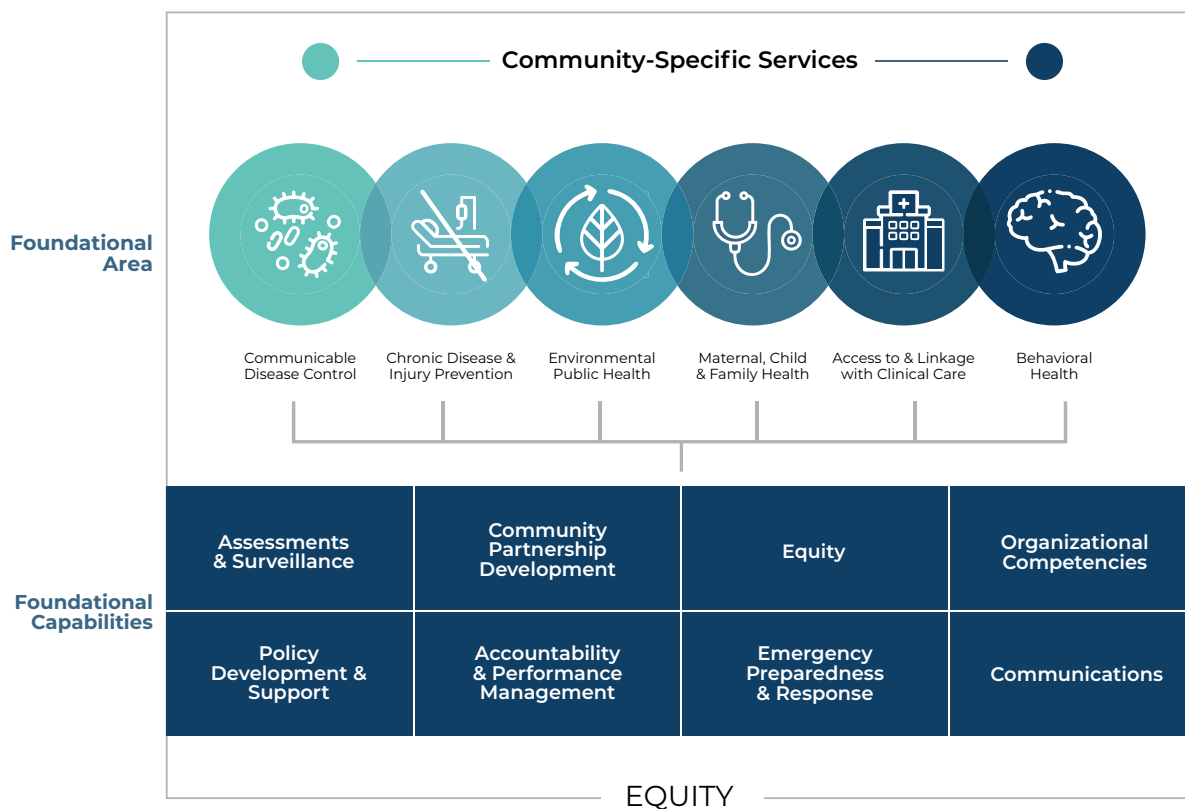 Community-Specific Services
Foundational
Area
Communicable
Disease Control
Chronic Disease &
Injury Prevention
Environmental
Public Health
Maternal, Child
& Family Health
Access to & Linkage
with Clinical Care
Behavioral
Health
Foundational
Capabilities
Assessments
& Surveillance
Community
Partnership
Development
Equity
Organizational
Competencies
Policy
Development &
Support
Accountability
& Performance
Management
Emergency
Preparedness
& Response
Communications
EQUITY